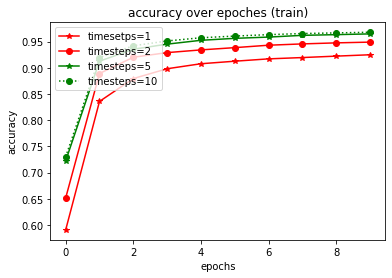 accuracy over epoches (train)
timesetps=1
timesteps=2
timesteps=5
timesteps=10
accuracy
0.95
0.90
0.85
0.80
0.75
0.70
0.65
0.60
0 2 4 6 8
epochs